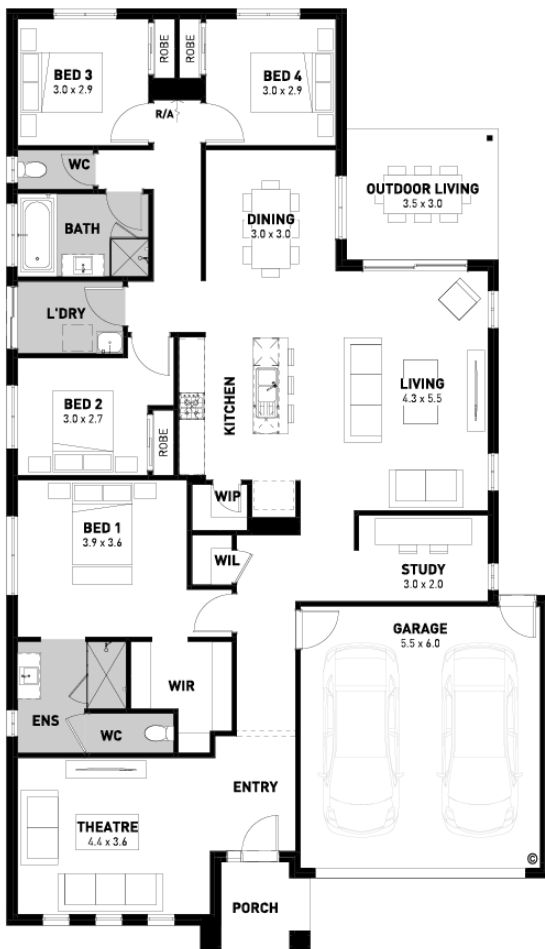 BED 3
3.0 x 2.9
ROBE
ROBE
BED 4
3.0 x 2.9
R/A
WC
BATH
DINING
3.0 x 3.0
OUTDOOR LIVING
3.5 x 3.0
L'DRY
KITCHEN
LIVING
4.3 x 5.5
BED 2
3.0 x 2.7
ROBE
WIP
BED 1
3.9 x 3.6
WIL
STUDY
3.0 x 2.0
GARAGE
5.5 x 6.0
WIR
ENS
WC
ENTRY
THEATRE
4.4 x 3.6
©
PORCH